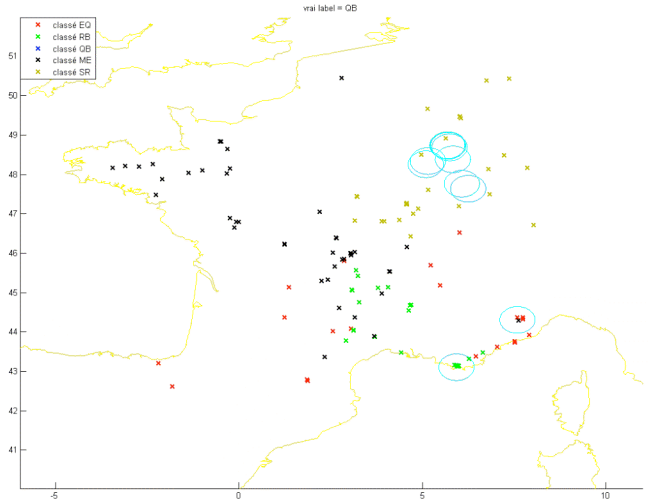 vrai label = QB
classé EQ
classé RB
classé QB
classé ME
classé SR
51
50
49
48
47
46
45
44
43
42
41
-5
0
5
10